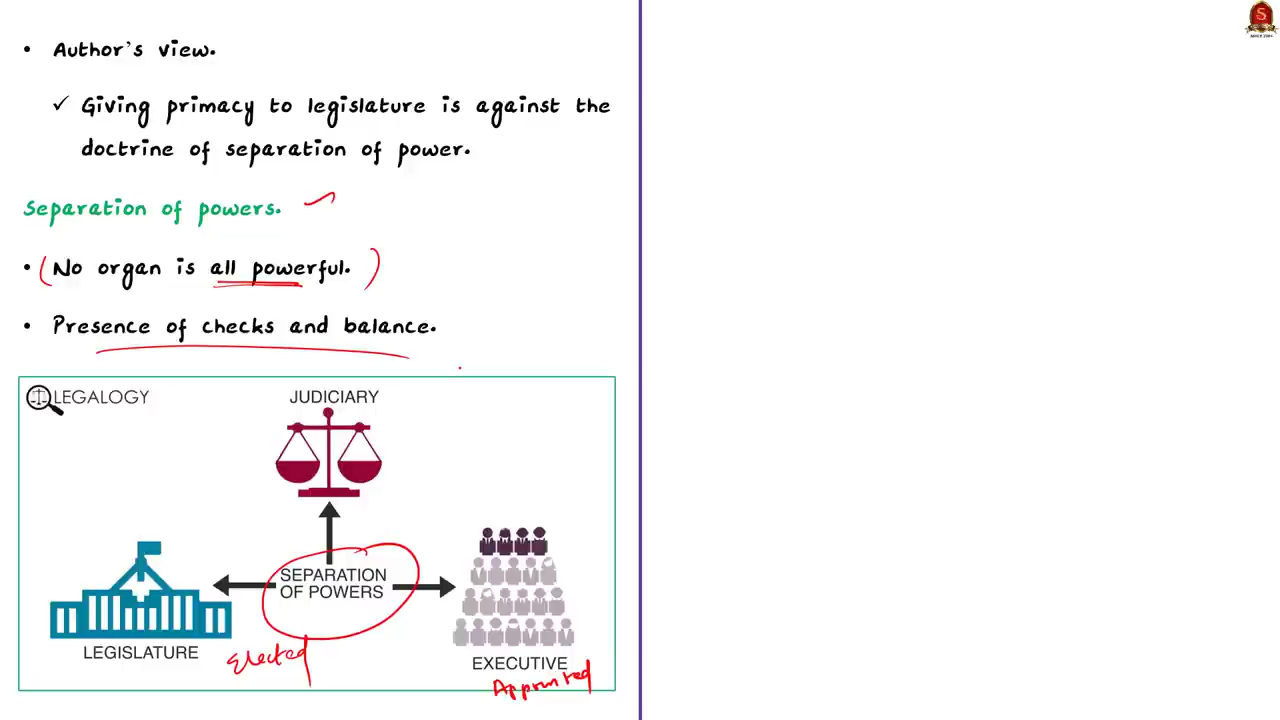 • Author's view.
✓ Giving primacy to legislature is against the
doctrine of separation of power.
Separation of powers.
• (No organ is all powerful.)
• Presence of checks and balance.
LEGALOGY
JUDICIARY
SEPARATION
OF POWERS
LEGISLATURE
Elected
EXECUTIVE
Appointed
S